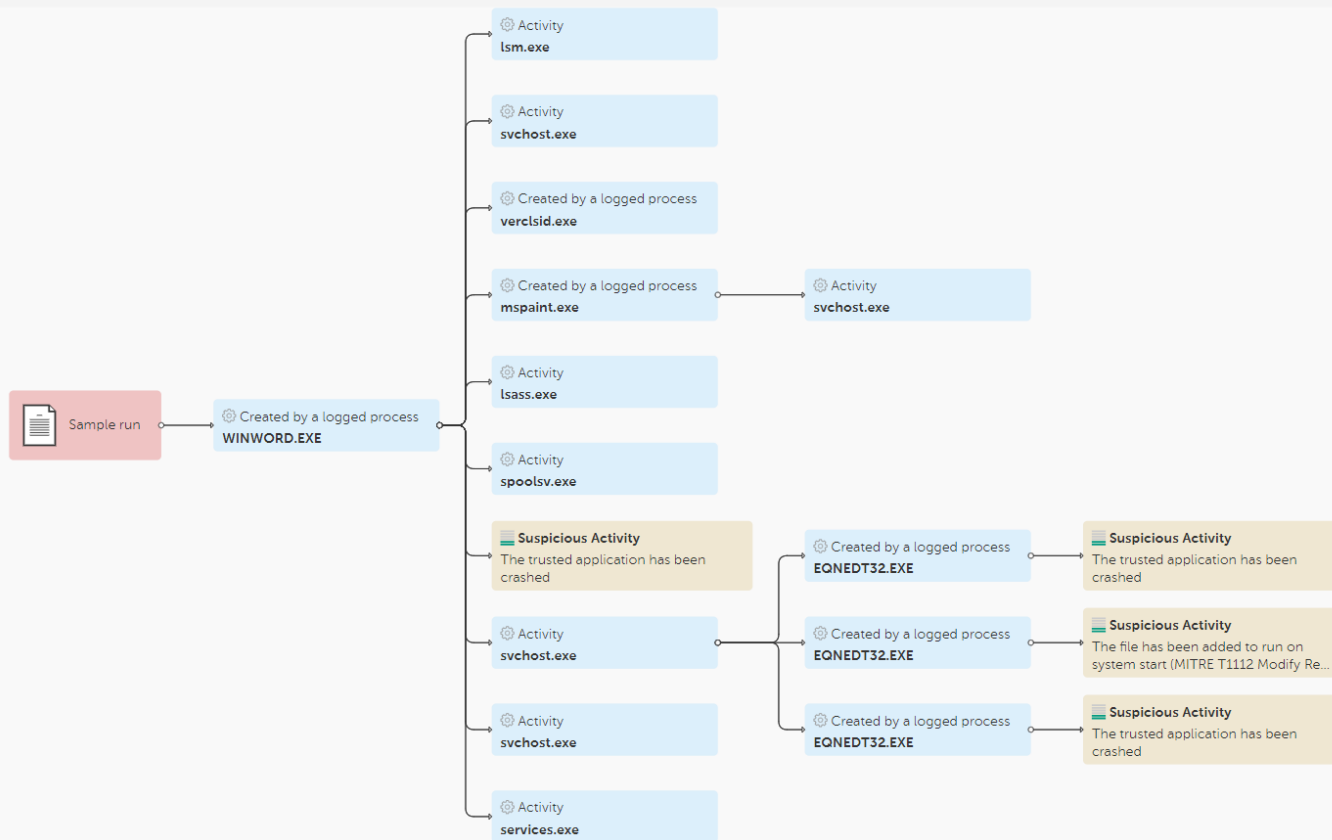 Activity
lsm.exe
Activity
svchost.exe
Created by a logged process
verclsid.exe
Created by a logged process
mspaint.exe
Activity
svchost.exe
Activity
lsass.exe
Sample run
Created by a logged process
WINWORD.EXE
Activity
spoolsv.exe
Suspicious Activity
The trusted application has been
crashed
Created by a logged process
EQNEDT32.EXE
Suspicious Activity
The trusted application has been
crashed
Activity
svchost.exe
Created by a logged process
EQNEDT32.EXE
Suspicious Activity
The file has been added to run on
system start (MITRE T1112 Modify Re...
Activity
svchost.exe
Created by a logged process
EQNEDT32.EXE
Suspicious Activity
The trusted application has been
crashed
Activity
services.exe